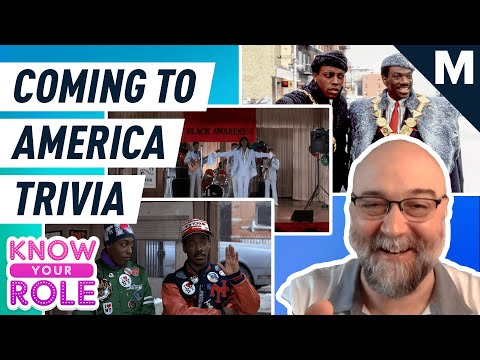 COMING TO
AMERICA
TRIVIA
KNOW
YOUR
ROLE
M
BLACK AWARENESS